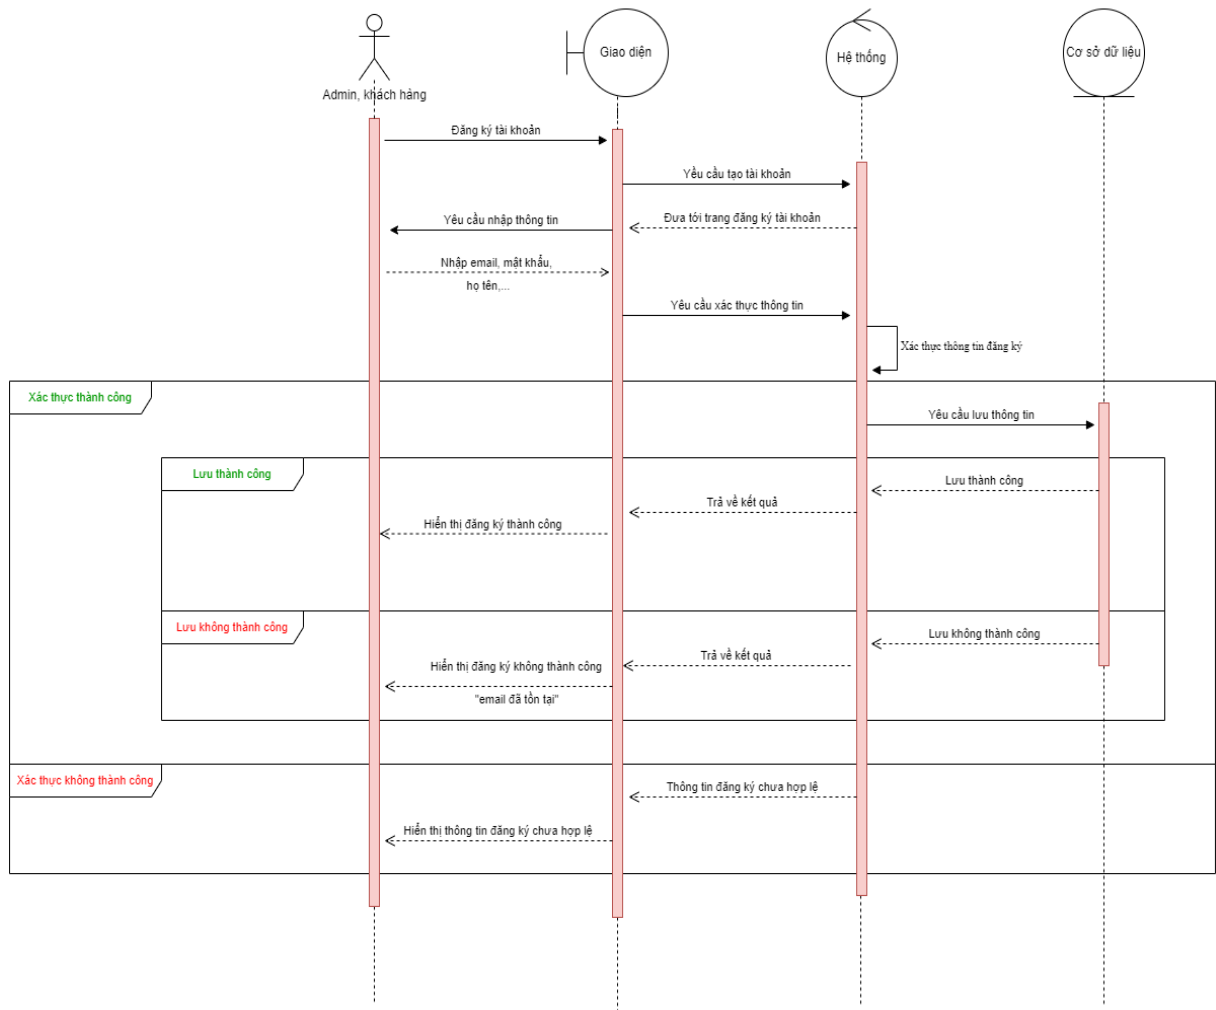 Giao diện
Hệ thống
Cơ sở dữ liệu
Admin, khách hàng
Đăng ký tài khoản
Yều cầu tạo tài khoản
Đưa tới trang đăng ký tài khoản
Yêu cầu nhập thông tin
Nhập email, mật khẩu,
họ tên,...
Yêu cầu xác thực thông tin
Xác thực thông tin đăng ký
Xác thực thành công
Yêu cầu lưu thông tin
Lưu thành công
Lưu thành công
Trả về kết quả
Hiển thị đăng ký thành công
Lưu không thành công
Lưu không thành công
Trả về kết quả
Hiển thị đăng ký không thành công
"email đã tồn tại"
Xác thực không thành công
Thông tin đăng ký chưa hợp lệ
Hiển thị thông tin đăng ký chưa hợp lệ